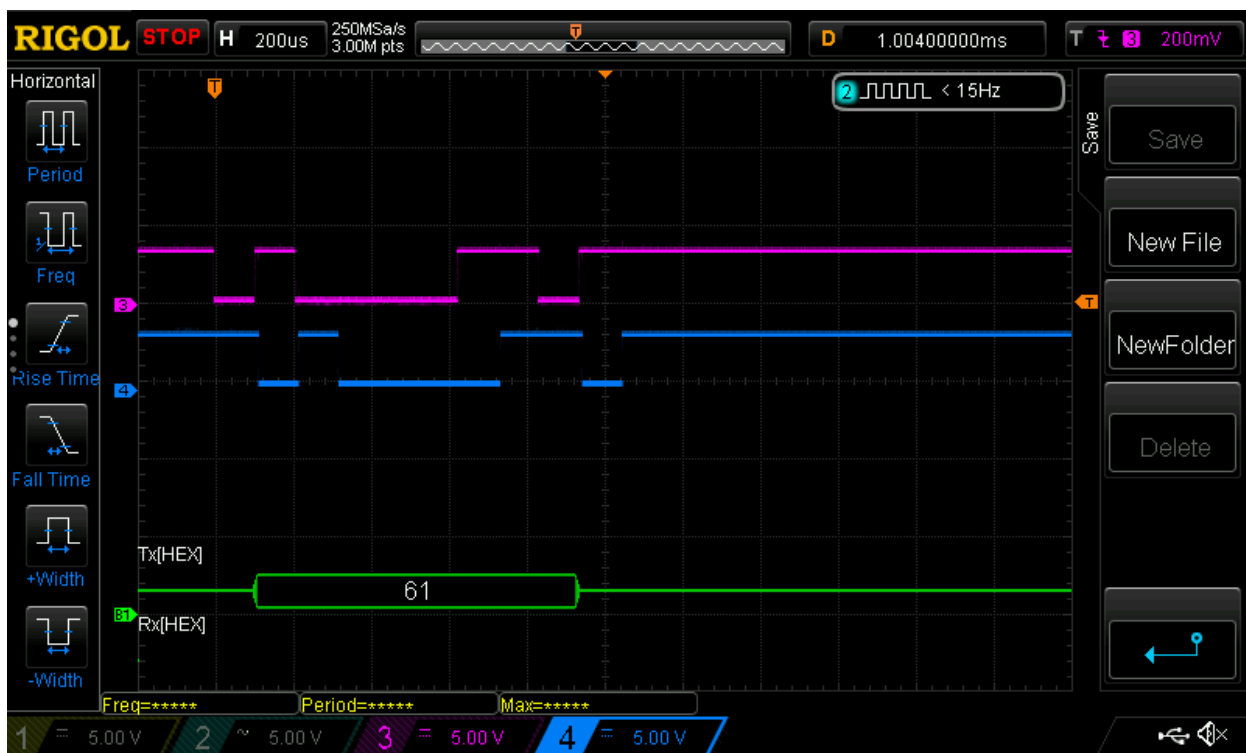 RIGOL STOP H 200us 250MSa/s 3.00M pts T D 1.00400000ms T 3 200mV
Horizontal
Period
Freq
Rise Time
Fall Time
+Width
-Width
T
2 < 15Hz
3
T
4
Tx[HEX]
61
B1
Rx[HEX]
Save
Save
New File
NewFolder
Delete
Freq=***** Period=***** Max=*****
1 = 5.00 V 2 ~ 5.00 V 3 = 5.00 V 4 = 5.00 V